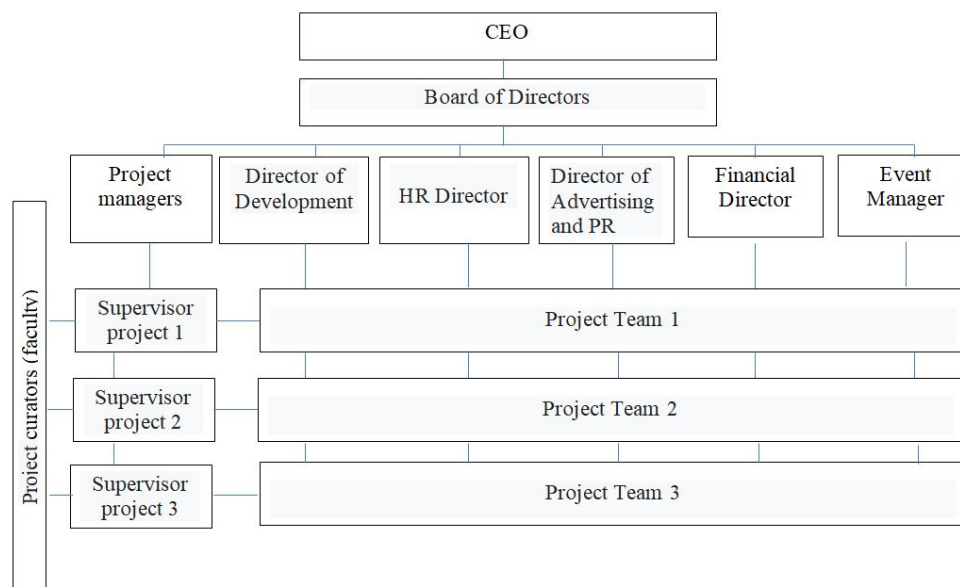 CEO
Board of Directors
Project
managers
Director of
Development
HR Director
Director of
Advertising
and PR
Financial
Director
Event
Manager
Project curators (faculty)
Supervisor
project 1
Project Team 1
Supervisor
project 2
Project Team 2
Supervisor
project 3
Project Team 3